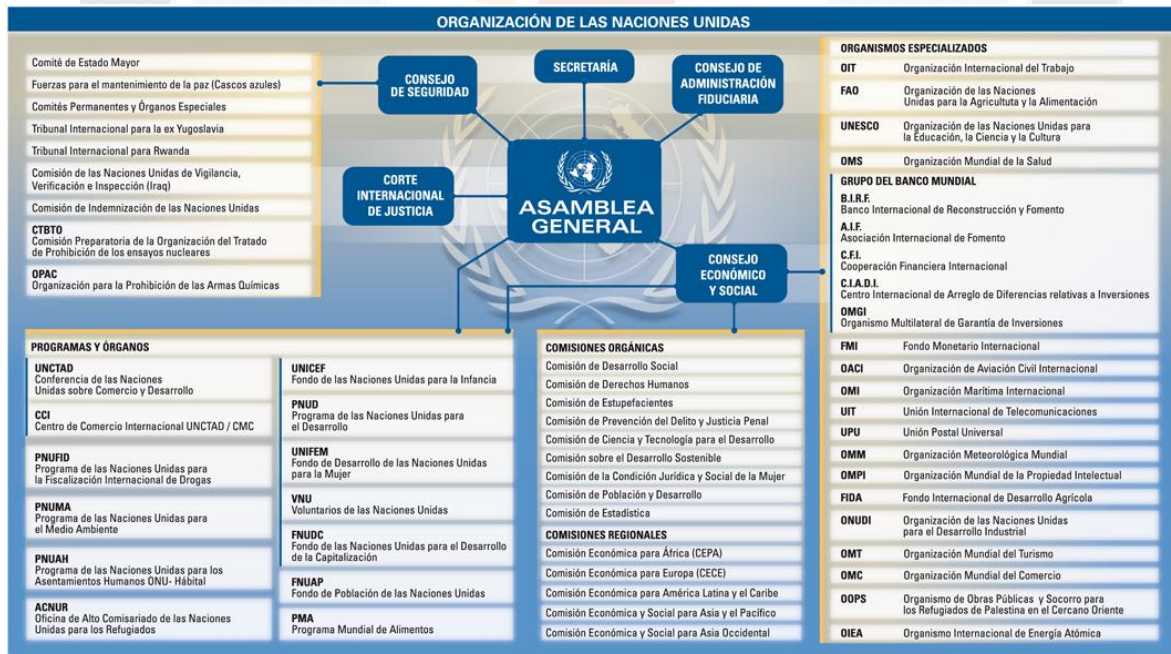 ORGANIZACIÓN DE LAS NACIONES UNIDAS
Comité de Estado Mayor
Fuerzas para el mantenimiento de la paz (Cascos azules)
Comités Permanentes y Órganos Especiales
Tribunal Internacional para la ex Yugoslavia
Tribunal Internacional para Rwanda
Comisión de las Naciones Unidas de Vigilancia,
Verificación e Inspección (Iraq)
Comisión de Indemnización de las Naciones Unidas
CTBTO
Comisión Preparatoria de la Organización del Tratado
de Prohibición de los ensayos nucleares
OPAC
Organización para la Prohibición de las Armas Químicas
CONSEJO
DE SEGURIDAD
SECRETARÍA
CONSEJO DE
ADMINISTRACIÓN
FIDUCIARIA
CORTE
INTERNACIONAL
DE JUSTICIA
ASAMBLEA
GENERAL
CONSEJO
ECONÓMICO
Y SOCIAL
PROGRAMAS Y ÓRGANOS
UNCTAD
Conferencia de las Naciones
Unidas sobre Comercio y Desarrollo
CCI
Centro de Comercio Internacional UNCTAD / CMC
PNUFID
Programa de las Naciones Unidas para
la Fiscalización Internacional de Drogas
PNUMA
Programa de las Naciones Unidas para
el Medio Ambiente
PNUAH
Programa de las Naciones Unidas para los
Asentamientos Humanos ONU- Hábital
ACNUR
Oficina de Alto Comisariado de las Naciones
Unidas para los Refugiados
UNICEF
Fondo de las Naciones Unidas para la Infancia
PNUD
Programa de las Naciones Unidas para
el Desarrollo
UNIFEM
Fondo de Desarrollo de las Naciones Unidas
para la Mujer
VNU
Voluntarios de las Naciones Unidas
FNUDC
Fondo de las Naciones Unidas para el Desarrollo
de la Capitalización
FNUAP
Fondo de Población de las Naciones Unidas
PMA
Programa Mundial de Alimentos
COMISIONES ORGÁNICAS
Comisión de Desarrollo Social
Comisión de Derechos Humanos
Comisión de Estupefacientes
Comisión de Prevención del Delito y Justicia Penal
Comisión de Ciencia y Tecnología para el Desarrollo
Comisión sobre el Desarrollo Sostenible
Comisión de la Condición Jurídica y Social de la Mujer
Comisión de Población y Desarrollo
Comisión de Estadística
COMISIONES REGIONALES
Comisión Económica para África (CEPA)
Comisión Económica para Europa (CECE)
Comisión Económica para América Latina y el Caribe
Comisión Económica y Social para Asia y el Pacífico
Comisión Económica y Social para Asia Occidental
ORGANISMOS ESPECIALIZADOS
OIT Organización Internacional del Trabajo
FAO Organización de las Naciones
Unidas para la Agricultuta y la Alimentación
UNESCO Organización de las Naciones Unidas para
la Educación, la Ciencia y la Cultura
OMS Organización Mundial de la Salud
GRUPO DEL BANCO MUNDIAL
B.I.R.F.
Banco Internacional de Reconstrucción y Fomento
A.I.F.
Asociación Internacional de Fomento
C.F.I.
Cooperación Financiera Internacional
C.I.A.D.I.
Centro Internacional de Arreglo de Diferencias relativas a Inversiones
OMGI
Organismo Multilateral de Garantía de Inversiones
FMI Fondo Monetario Internacional
OACI Organización de Aviación Civil Internacional
OMI Organización Marítima Internacional
UIT Unión Internacional de Telecomunicaciones
UPU Unión Postal Universal
OMM Organización Meteorológica Mundial
OMPI Organización Mundial de la Propiedad Intelectual
FIDA Fondo Internacional de Desarrollo Agrícola
ONUDI Organización de las Naciones Unidas
para el Desarrollo Industrial
OMT Organización Mundial del Turismo
OMC Organización Mundial del Comercio
OOPS Organismo de Obras Públicas y Socorro para
los Refugiados de Palestina en el Cercano Oriente
OIEA Organismo Internacional de Energía Atómica